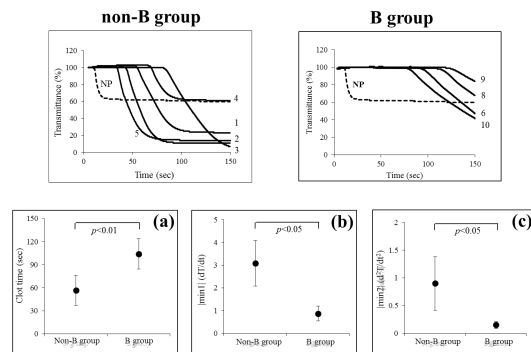 non-B group
B group
120
100
80
60
40
20
0
Transmittance (%)
NP
5
4
1
2
3
0
50
100
150
Time (sec)
120
100
80
60
40
20
0
Transmittance (%)
NP
9
8
6
10
0
50
100
150
Time (sec)
(a)
p<0.01
150
120
90
60
30
0
Clot time (sec)
Non-B group
B group
(b)
p<0.05
5
4
3
2
1
0
|min1| (dT/dt)
Non-B group
B group
(c)
p<0.05
2
1.5
1
0.5
0
|min2| (d²T/dt²)
Non-B group
B group